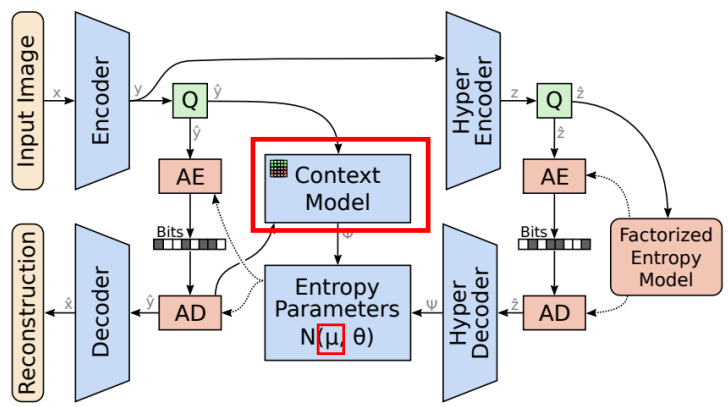 Input Image
x
Encoder
y
Q
ŷ
ŷ
AE
Bits
AD
ŷ
Decoder
x̂
Reconstruction
Context
Model
Φ
Entropy
Parameters
N(μ, θ)
Ψ
Hyper
Encoder
z
Q
ẑ
ẑ
AE
Bits
AD
ẑ
Hyper
Decoder
Factorized
Entropy
Model